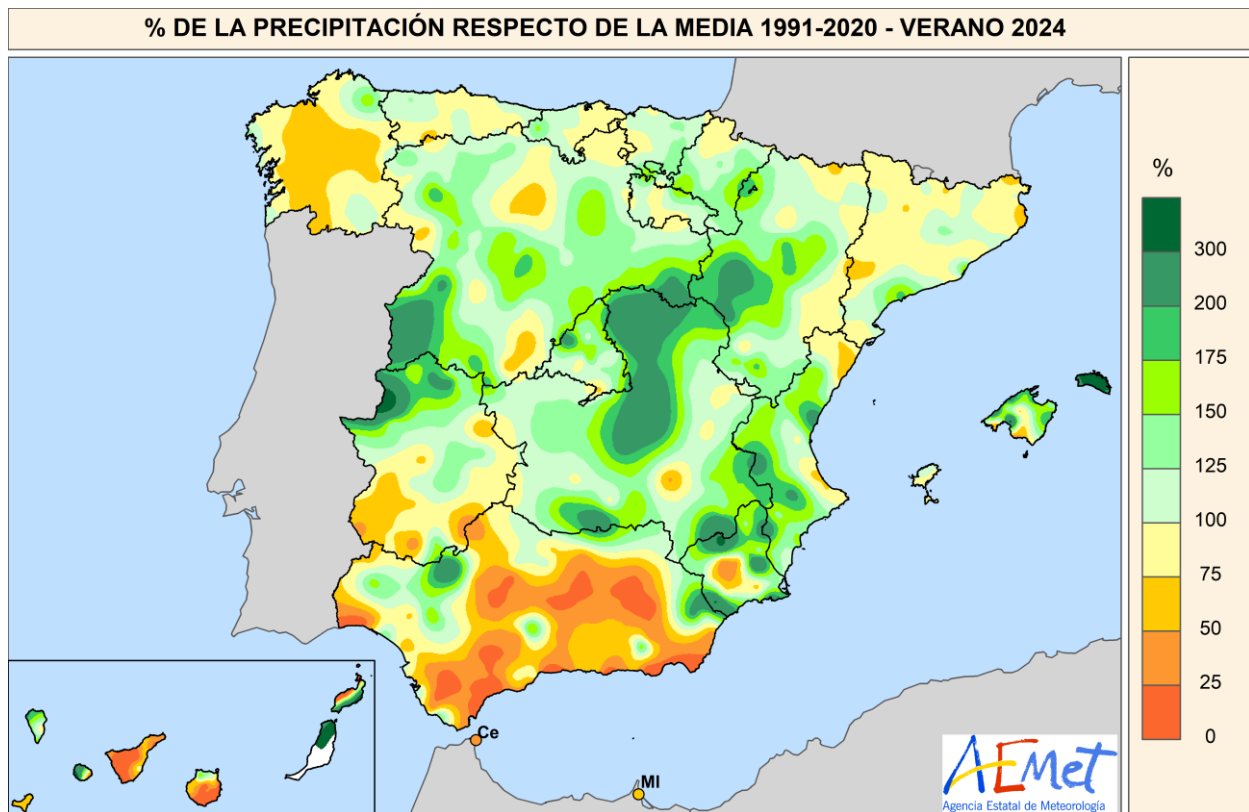 % DE LA PRECIPITACIÓN RESPECTO DE LA MEDIA 1991-2020 - VERANO 2024
%
300
200
175
150
125
100
75
50
25
0
Ce
Ml
AEMet
Agencia Estatal de Meteorología